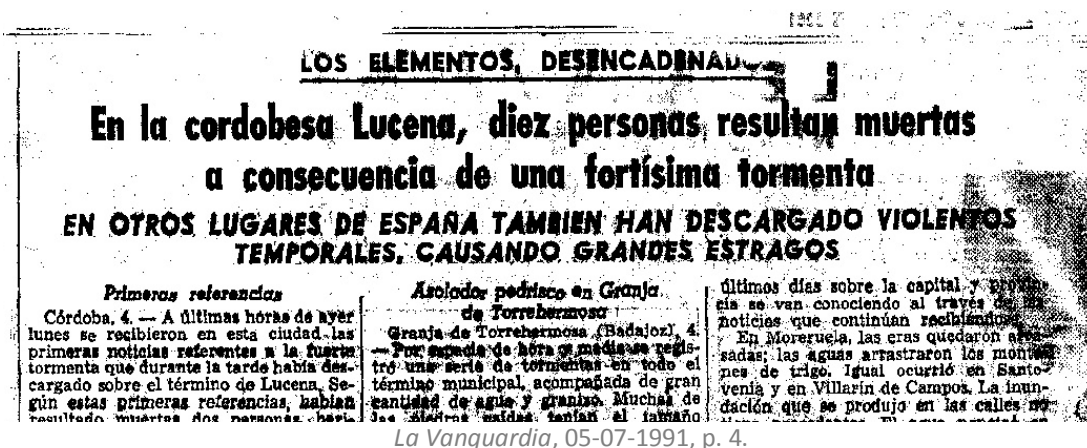 LOS ELEMENTOS, DESENCADENADOS
En la cordobesa Lucena, diez personas resultan muertas
a consecuencia de una fortísima tormenta
EN OTROS LUGARES DE ESPAÑA TAMBIEN HAN DESCARGADO VIOLENTOS
TEMPORALES, CAUSANDO GRANDES ESTRAGOS
Primeras referencias
Córdoba, 4. — A últimas horas de ayer
lunes se recibieron en esta ciudad las
primeras noticias referentes a la fuerte
tormenta que durante la tarde había des-
cargado sobre el término de Lucena. Se-
gún estas primeras referencias, habían
resultado muertas dos personas,
Asolador pedrisco en Granja
de Torrehermosa
Granja de Torrehermosa (Badajoz), 4.
— Por espacio de hora y media se regis-
tró una serie de tormentas en todo el
término municipal, acompañada de gran
cantidad de agua y granizo. Muchas de
las piedras caídas tenían el tamaño
últimos días sobre la capital y provin-
cia se van conociendo al través de
noticias que continúan recibiéndose.
En Moreruela, las eras quedaron
sadas; las aguas arrastraron los monto-
nes de trigo. Igual ocurrió en Santo-
venia y en Villarín de Campos. La inun-
dación que se produjo en las calles no
La Vanguardia, 05-07-1991, p. 4.